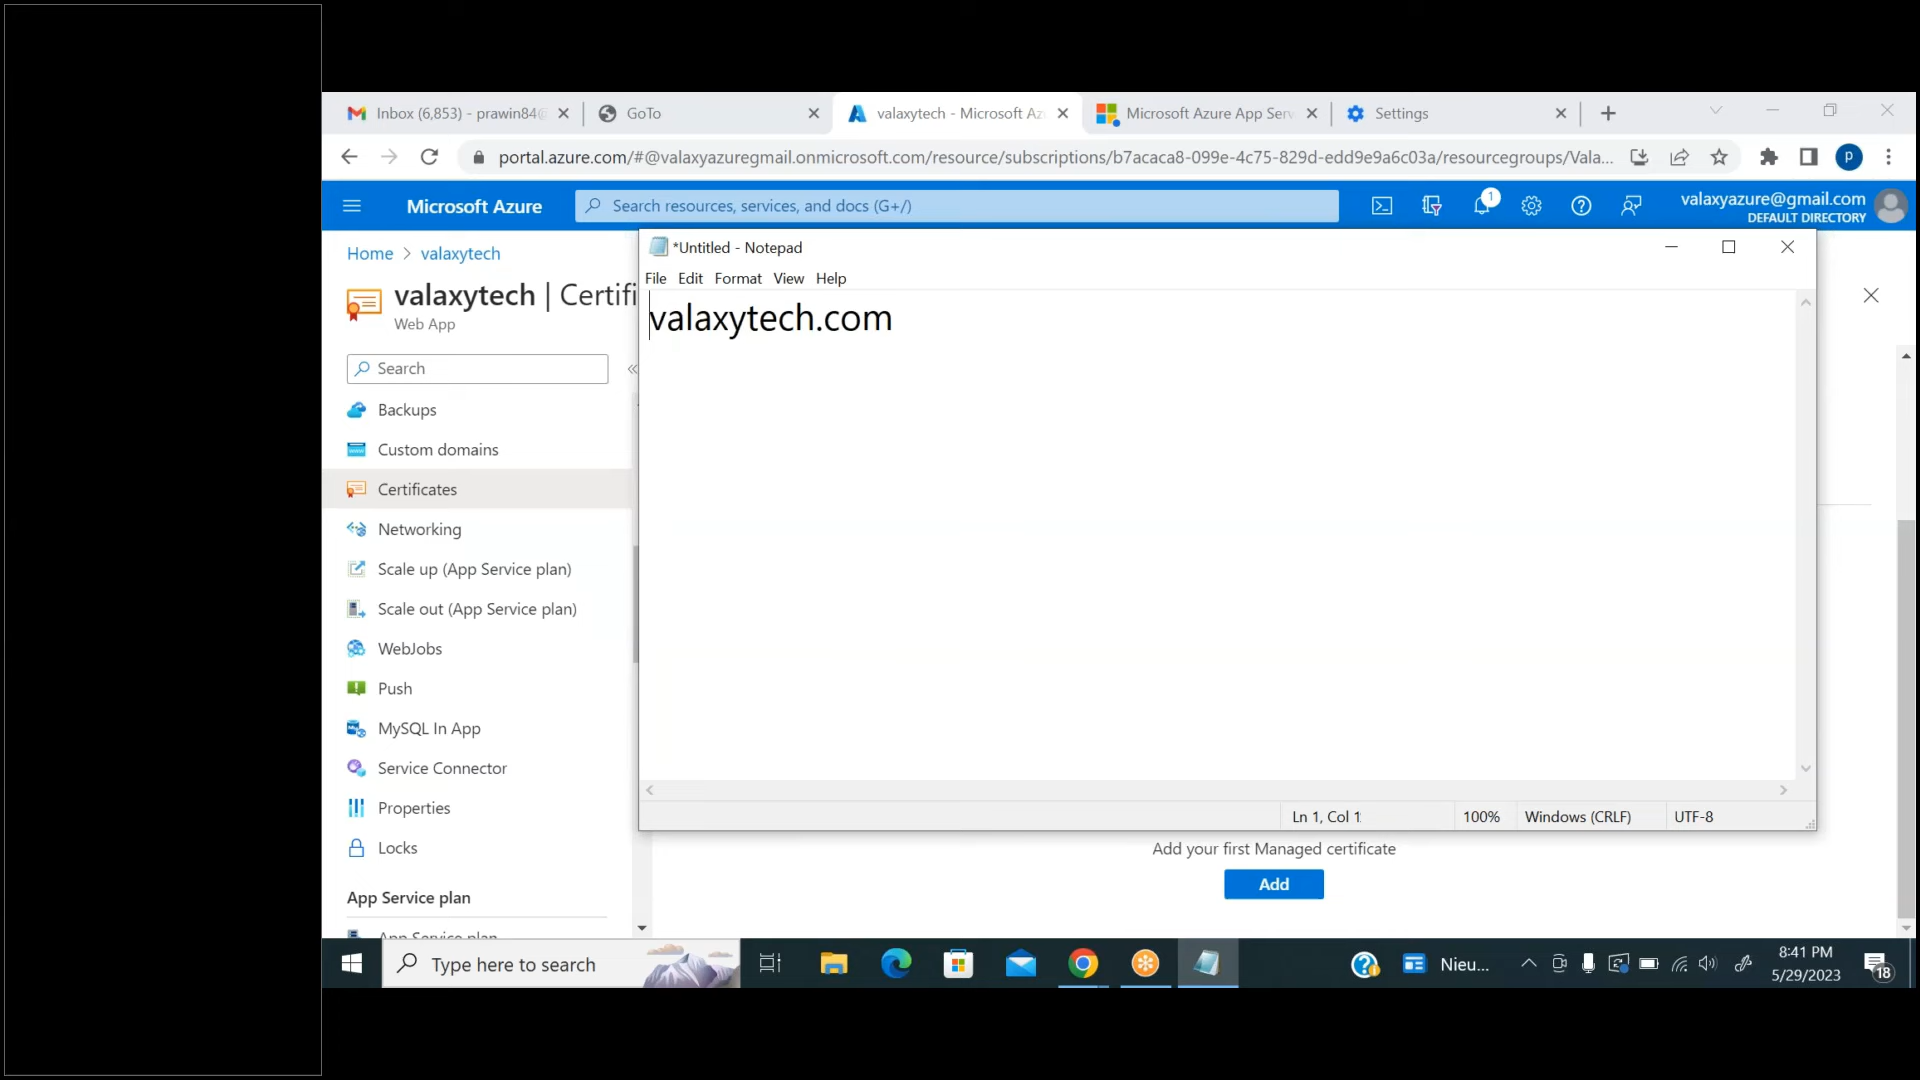 Inbox (6,853) - prawin84@
GoTo
valaxytech - Microsoft Az
Microsoft Azure App Serv
Settings
portal.azure.com/#@valaxyazuregmail.onmicrosoft.com/resource/subscriptions/b7acaca8-099e-4c75-829d-edd9e9a6c03a/resourcegroups/Vala...
P
Microsoft Azure
Search resources, services, and docs (G+/)
1
valaxyazure@gmail.com
DEFAULT DIRECTORY
Home > valaxytech
valaxytech | Certifi
Web App
Search
Backups
Custom domains
Certificates
Networking
Scale up (App Service plan)
Scale out (App Service plan)
WebJobs
Push
MySQL In App
Service Connector
Properties
Locks
App Service plan
App Service plan
*Untitled - Notepad
File Edit Format View Help
valaxytech.com
Ln 1, Col 1
100%
Windows (CRLF)
UTF-8
Add your first Managed certificate
Add
Type here to search
Nieu...
8:41 PM
5/29/2023
18